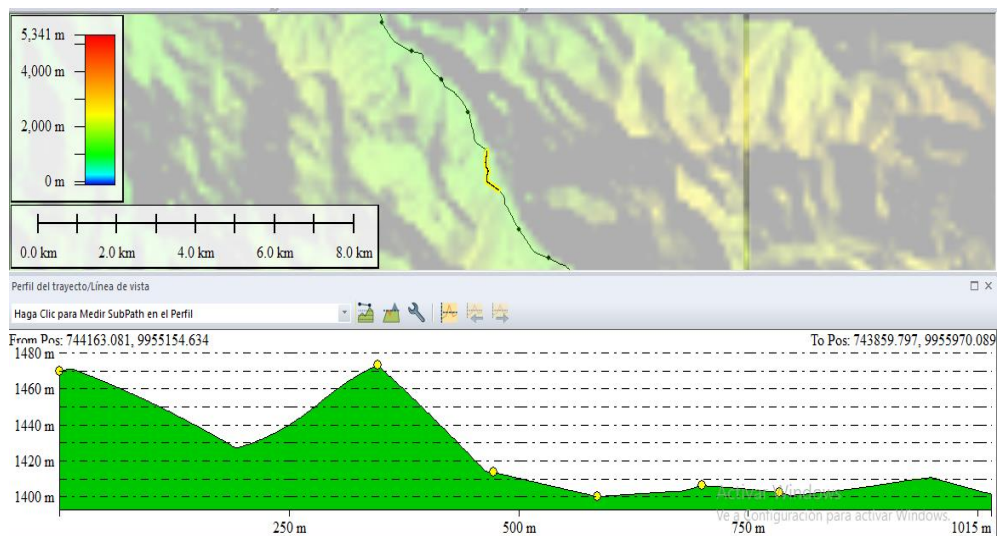 5,341 m
4,000 m
2,000 m
0 m
0.0 km 2.0 km 4.0 km 6.0 km 8.0 km
Perfil del trayecto/Línea de vista
Haga Clic para Medir SubPath en el Perfil
From Pos: 744163.081, 9955154.634 To Pos: 743859.797, 9955970.089
1480 m
1460 m
1440 m
1420 m
1400 m
Activar Windows
Ve a Configuración para activar Windows.
250 m 500 m 750 m 1015 m